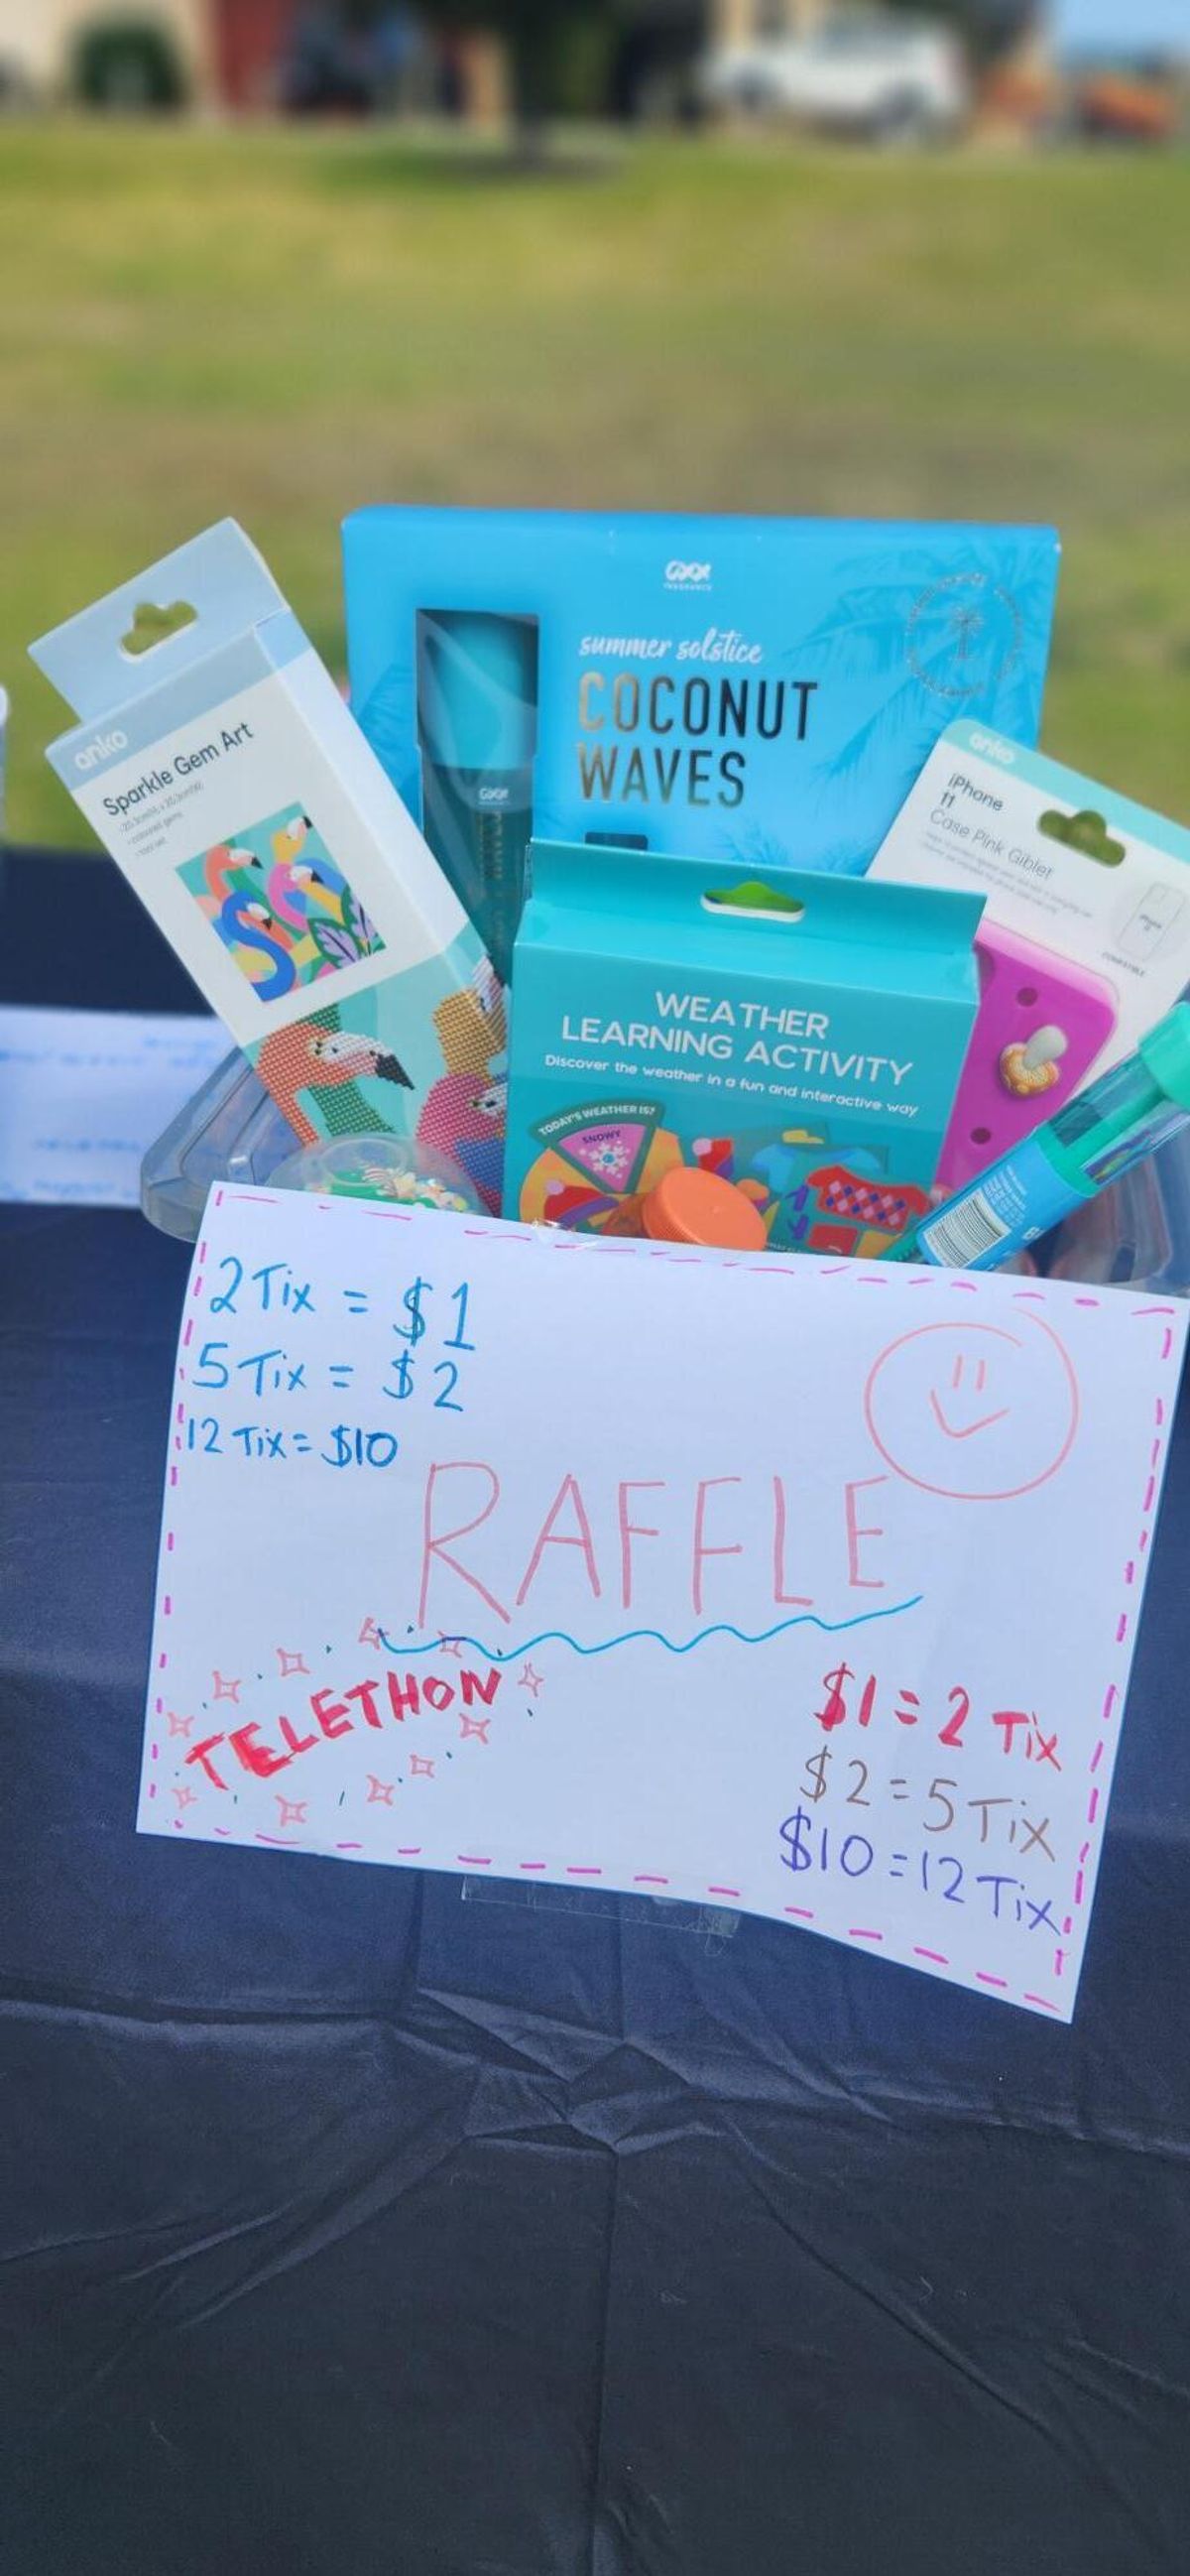 summer solstice
COCONUT
WAVES
anko
Sparkle Gem Art
anko
iPhone
11
Case Pink Giblet
COMPATIBLE
WEATHER
LEARNING ACTIVITY
Discover the weather in a fun and interactive way
TODAY'S WEATHER IS?
SNOWY
2 Tix = $1
5 Tix = $2
12 Tix = $10
RAFFLE
TELETHON
$1 = 2 Tix
$2 = 5 Tix
$10 = 12 Tix